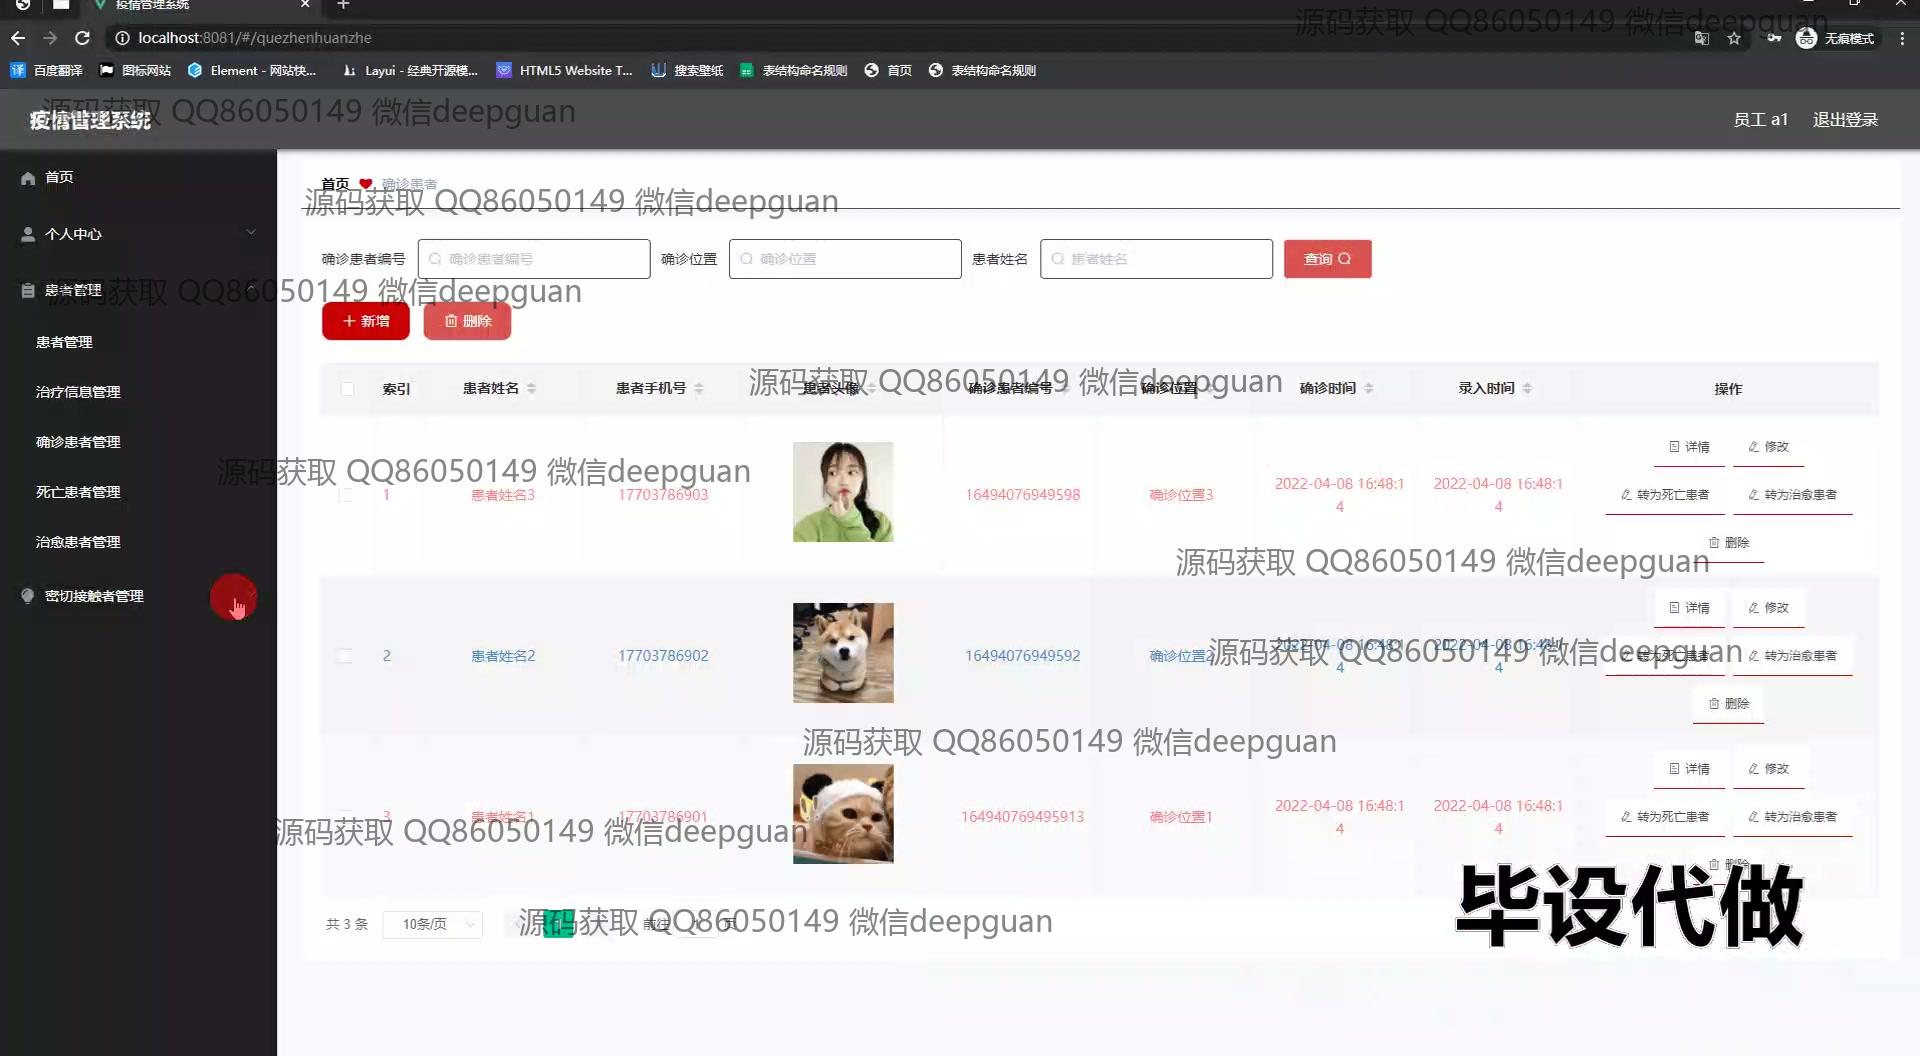 疫情管理系统
localhost:8081/#/quezhenhuanzhe
无痕模式
译 百度翻译 图标网站 Element - 网站快... Layui - 经典开源模... HTML5 Website T... 搜索壁纸 表结构命名规则 首页 表结构命名规则
源码获取 QQ86050149 微信deepguan
源码获取 QQ86050149 微信deepguan
疫情管理系统
员工 a1 退出登录
首页
个人中心
患者管理
患者管理
治疗信息管理
确诊患者管理
死亡患者管理
治愈患者管理
密切接触者管理
首页 确诊患者
源码获取 QQ86050149 微信deepguan
确诊患者编号 确诊患者编号 确诊位置 确诊位置 患者姓名 患者姓名 查询
源码获取 QQ86050149 微信deepguan
新增 删除
源码获取 QQ86050149 微信deepguan
索引 患者姓名 患者手机号 患者头像 确诊患者编号 确诊位置 确诊时间 录入时间 操作
源码获取 QQ86050149 微信deepguan
1 患者姓名3 17703786903 16494076949598 确诊位置3 2022-04-08 16:48:14 2022-04-08 16:48:14
详情 修改
转为死亡患者 转为治愈患者
删除
源码获取 QQ86050149 微信deepguan
2 患者姓名2 17703786902 16494076949592 确诊位置2 2022-04-08 16:48:14 2022-04-08 16:48:14
详情 修改
转为死亡患者 转为治愈患者
删除
源码获取 QQ86050149 微信deepguan
源码获取 QQ86050149 微信deepguan
3 患者姓名1 17703786901 164940769495913 确诊位置1 2022-04-08 16:48:14 2022-04-08 16:48:14
详情 修改
转为死亡患者 转为治愈患者
删除
源码获取 QQ86050149 微信deepguan
共 3 条 10条/页 前往 1 页
源码获取 QQ86050149 微信deepguan
毕设代做